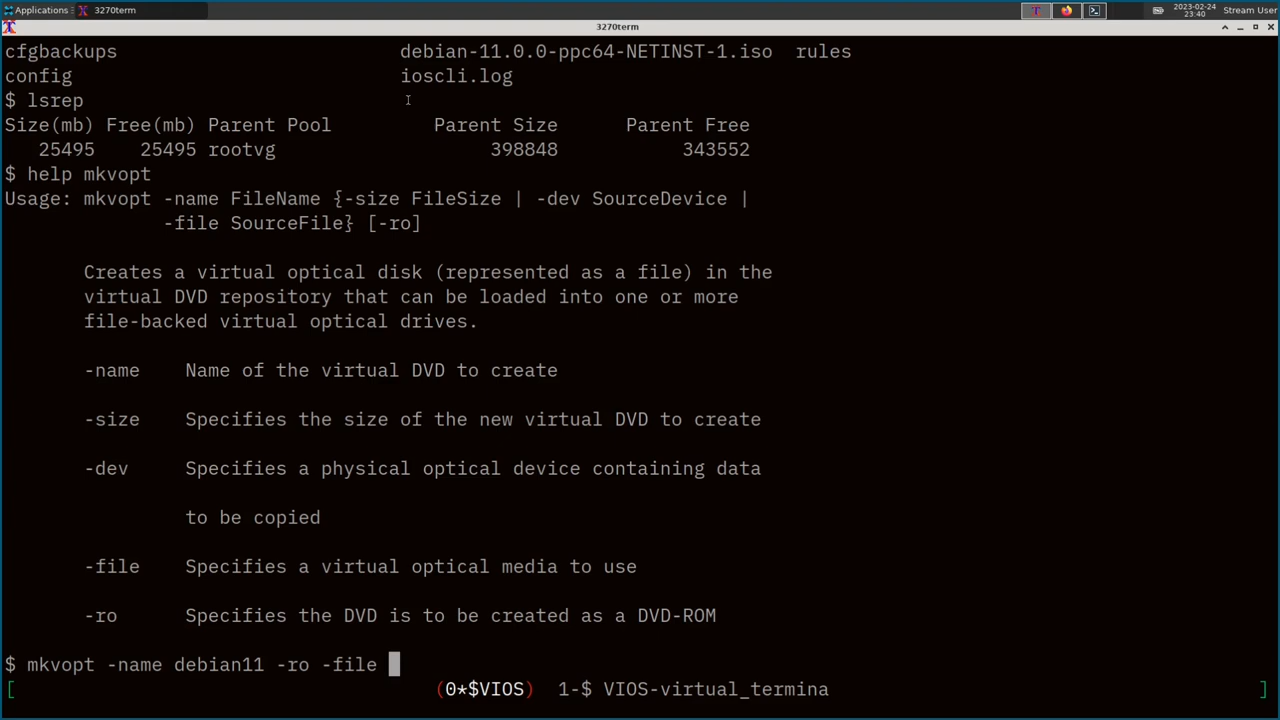 Applications 3270term 2023-02-24 23:40 Stream User
3270term
cfgbackups debian-11.0.0-ppc64-NETINST-1.iso rules
config ioscli.log
$ lsrep
Size(mb) Free(mb) Parent Pool Parent Size Parent Free
25495 25495 rootvg 398848 343552
$ help mkvopt
Usage: mkvopt -name FileName {-size FileSize | -dev SourceDevice |
-file SourceFile} [-ro]
Creates a virtual optical disk (represented as a file) in the
virtual DVD repository that can be loaded into one or more
file-backed virtual optical drives.
-name Name of the virtual DVD to create
-size Specifies the size of the new virtual DVD to create
-dev Specifies a physical optical device containing data
to be copied
-file Specifies a virtual optical media to use
-ro Specifies the DVD is to be created as a DVD-ROM
$ mkvopt -name debian11 -ro -file
[ (0*$VIOS) 1-$ VIOS-virtual_termina ]